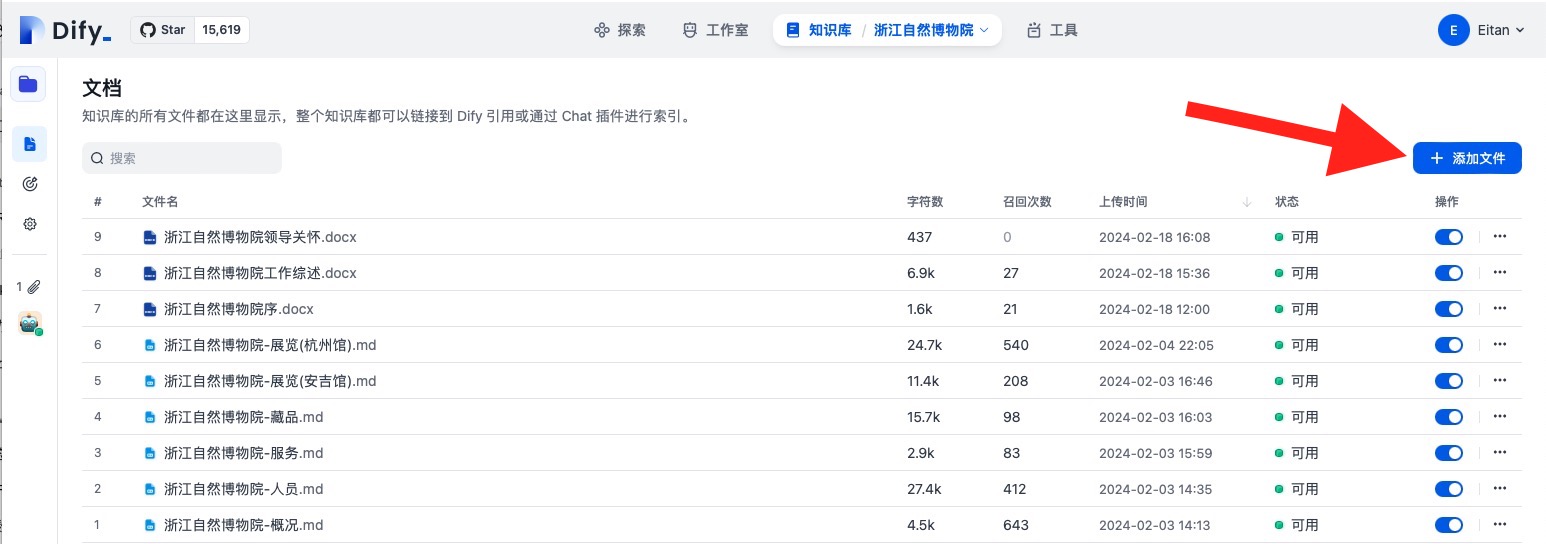 Dify_ Star 15,619 探索 工作室 知识库 / 浙江自然博物院 工具 E Eitan
文档
知识库的所有文件都在这里显示，整个知识库都可以链接到 Dify 引用或通过 Chat 插件进行索引。
搜索 + 添加文件
# 文件名 字符数 召回次数 上传时间 ↓ 状态 操作
9 浙江自然博物院领导关怀.docx 437 0 2024-02-18 16:08 可用 ...
8 浙江自然博物院工作综述.docx 6.9k 27 2024-02-18 15:36 可用 ...
7 浙江自然博物院序.docx 1.6k 21 2024-02-18 12:00 可用 ...
6 浙江自然博物院-展览(杭州馆).md 24.7k 540 2024-02-04 22:05 可用 ...
5 浙江自然博物院-展览(安吉馆).md 11.4k 208 2024-02-03 16:46 可用 ...
4 浙江自然博物院-藏品.md 15.7k 98 2024-02-03 16:03 可用 ...
3 浙江自然博物院-服务.md 2.9k 83 2024-02-03 15:59 可用 ...
2 浙江自然博物院-人员.md 27.4k 412 2024-02-03 14:35 可用 ...
1 浙江自然博物院-概况.md 4.5k 643 2024-02-03 14:13 可用 ...
1